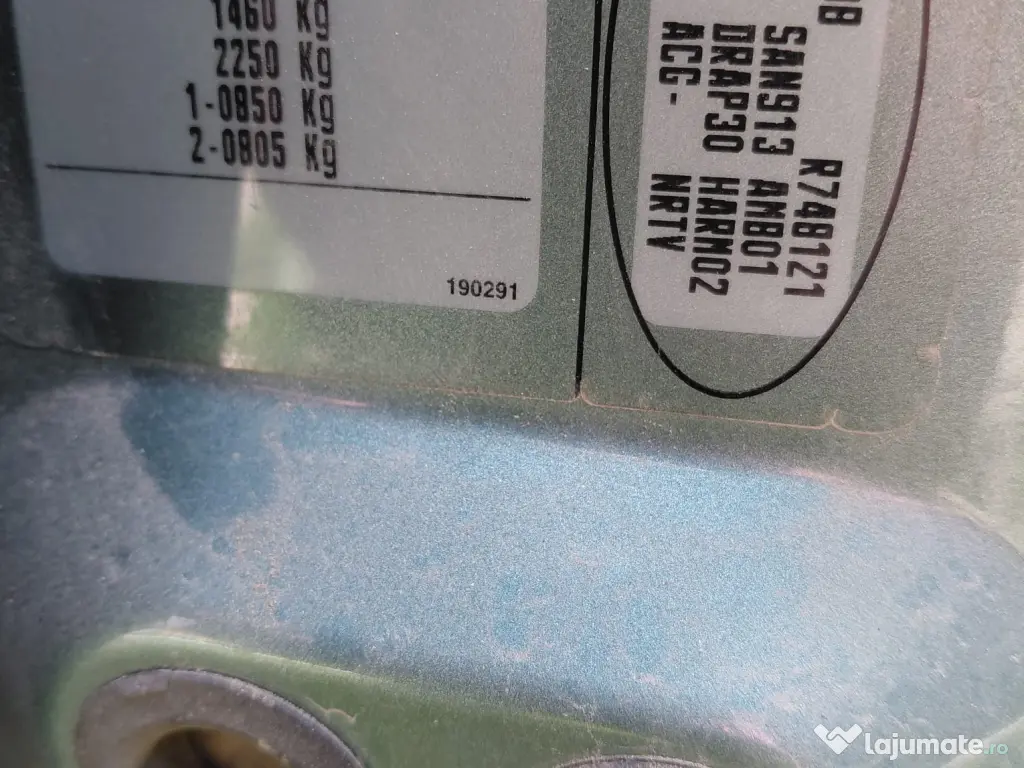 1460 Kg
2250 Kg
1-0850 Kg
2-0805 Kg
190291
R748121
SAN913 AMB01
DRAP30 HARM02
ACG- NRTV
lajumate.ro